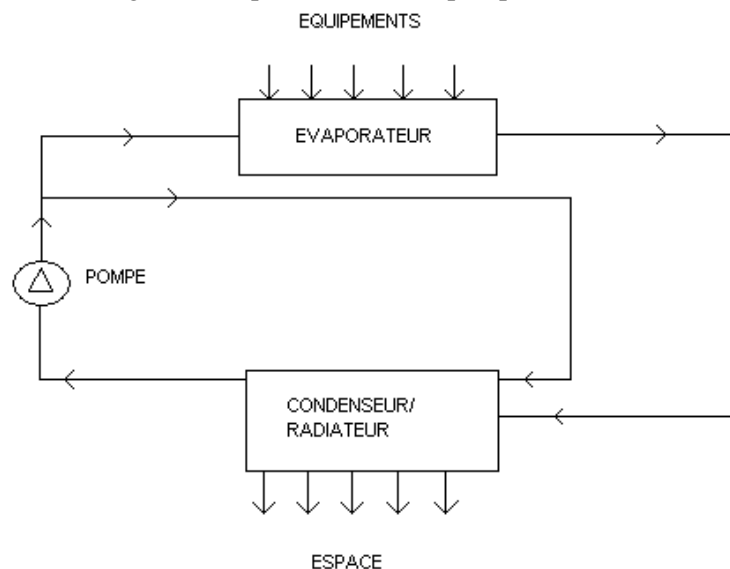 EQUIPEMENTS
EVAPORATEUR
POMPE
CONDENSEUR/
RADIATEUR
ESPACE